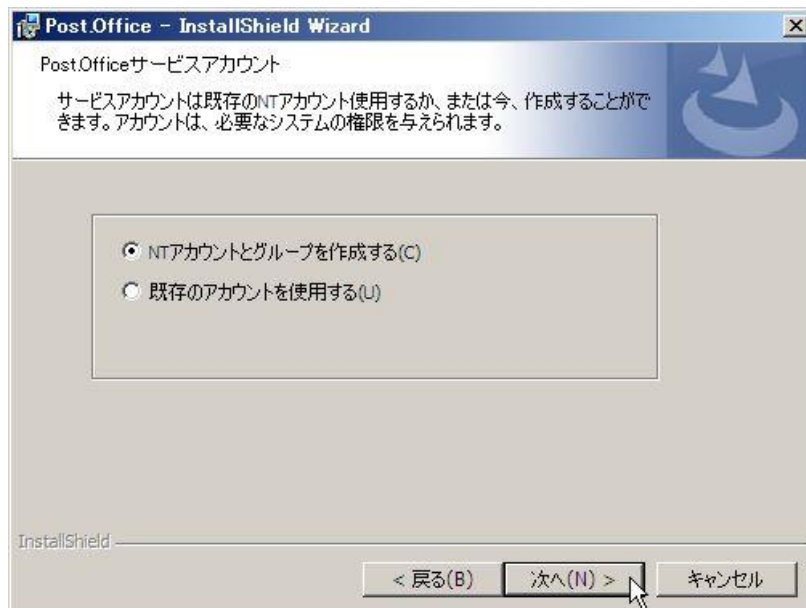 Post.Office - InstallShield Wizard
Post.Officeサービスアカウント
サービスアカウントは既存のNTアカウント使用するか、または今、作成することがで
きます。アカウントは、必要なシステムの権限を与えられます。
NTアカウントとグループを作成する(C)
既存のアカウントを使用する(U)
InstallShield
< 戻る(B)
次へ(N) >
キャンセル